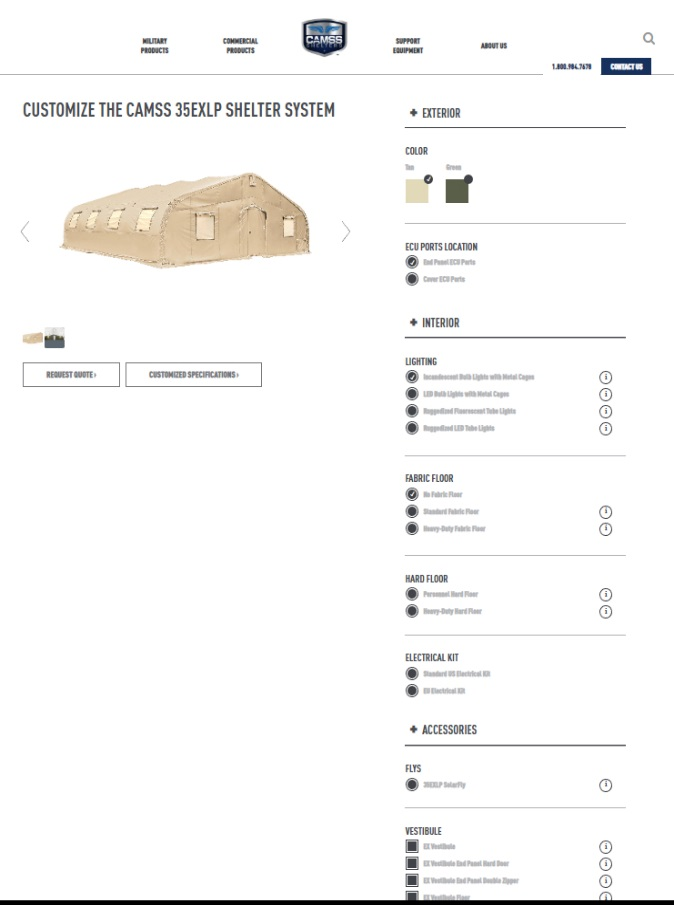 MILITARY
PRODUCTS
COMMERCIAL
PRODUCTS
CAMSS
SHELTERS
SUPPORT
EQUIPMENT
ABOUT US
1.800.984.7678
CONTACT US
CUSTOMIZE THE CAMSS 35EXLP SHELTER SYSTEM
REQUEST QUOTE ›
CUSTOMIZED SPECIFICATIONS ›
EXTERIOR
COLOR
Tan
Green
ECU PORTS LOCATION
End Panel ECU Ports
Cover ECU Ports
INTERIOR
LIGHTING
Incandescent Bulb Lights with Metal Cages
LED Bulb Lights with Metal Cages
Ruggedized Fluorescent Tube Lights
Ruggedized LED Tube Lights
FABRIC FLOOR
No Fabric Floor
Standard Fabric Floor
Heavy-Duty Fabric Floor
HARD FLOOR
Personnel Hard Floor
Heavy-Duty Hard Floor
ELECTRICAL KIT
Standard US Electrical Kit
EU Electrical Kit
ACCESSORIES
FLYS
35EXLP SolarFly
VESTIBULE
EX Vestibule
EX Vestibule End Panel Hard Door
EX Vestibule End Panel Double Zipper
EX Vestibule Floor